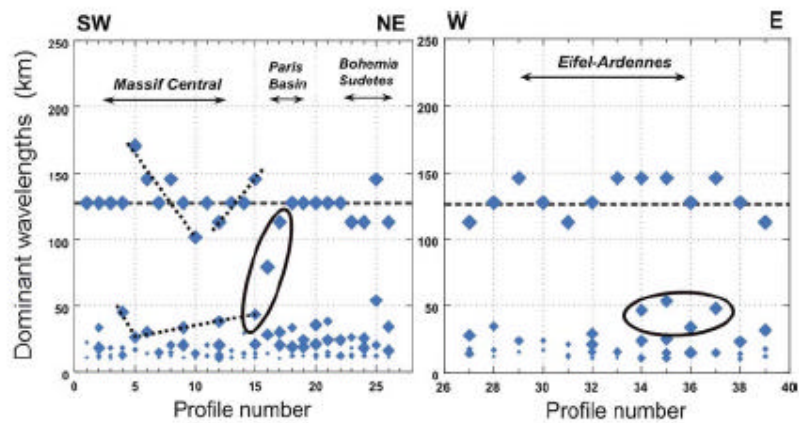 SW NE W E
250 250
Massif Central Paris Basin Bohemia Sudetes Eifel-Ardennes
200 200
150 150
100 100
50 50
0 0
0 5 10 15 20 25 26 28 30 32 34 36 38 40
Dominant wavelengths (km)
Profile number Profile number